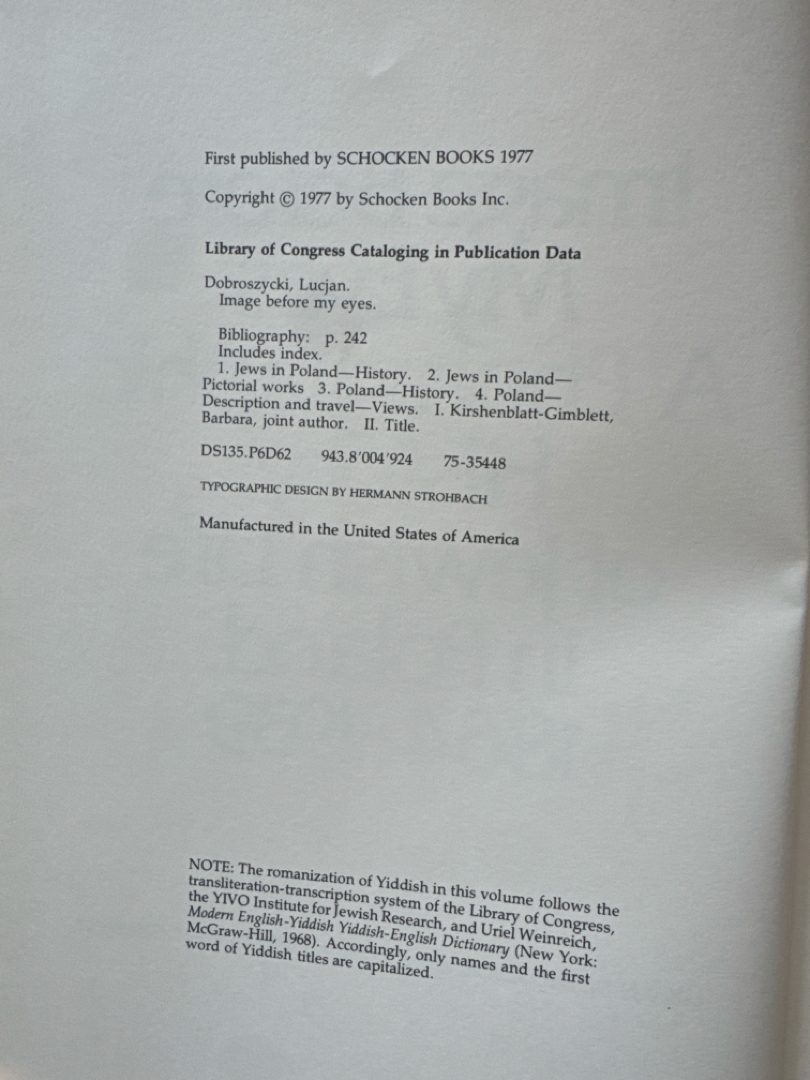 First published by SCHOCKEN BOOKS 1977
Copyright © 1977 by Schocken Books Inc.
Library of Congress Cataloging in Publication Data
Dobroszycki, Lucjan.
Image before my eyes.
Bibliography: p. 242
Includes index.
1. Jews in Poland—History. 2. Jews in Poland—
Pictorial works 3. Poland—History. 4. Poland—
Description and travel—Views. I. Kirshenblatt-Gimblett,
Barbara, joint author. II. Title.
DS135.P6D62 943.8'004'924 75-35448
TYPOGRAPHIC DESIGN BY HERMANN STROHBACH
Manufactured in the United States of America
NOTE: The romanization of Yiddish in this volume follows the
transliteration-transcription system of the Library of Congress,
the YIVO Institute for Jewish Research, and Uriel Weinreich,
Modern English-Yiddish Yiddish-English Dictionary (New York:
McGraw-Hill, 1968). Accordingly, only names and the first
word of Yiddish titles are capitalized.